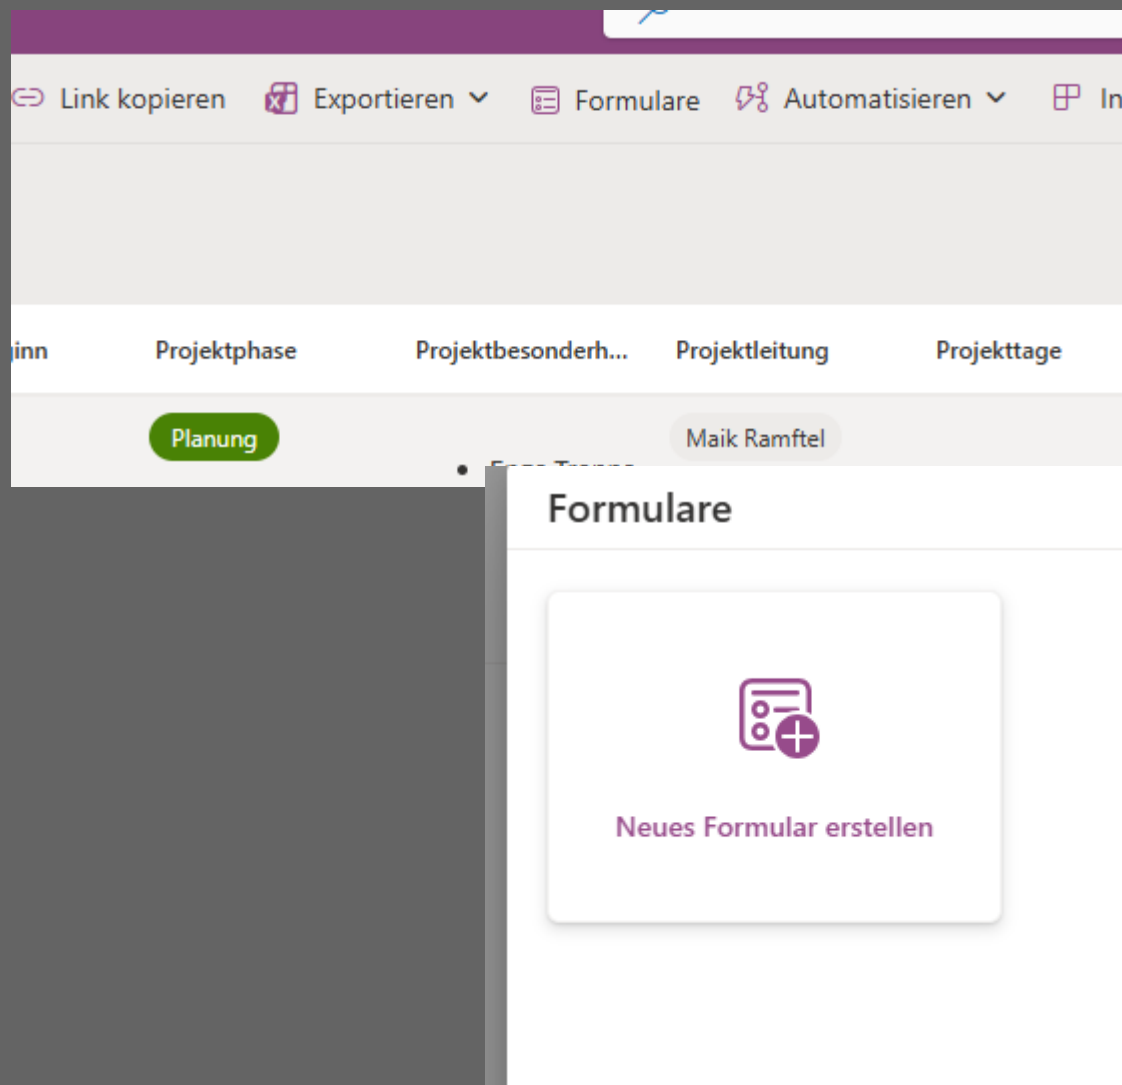 Link kopieren Exportieren Formulare Automatisieren
Projektphase Projektbesonderh... Projektleitung Projekttage
Planung Maik Ramftel
Formulare
Neues Formular erstellen